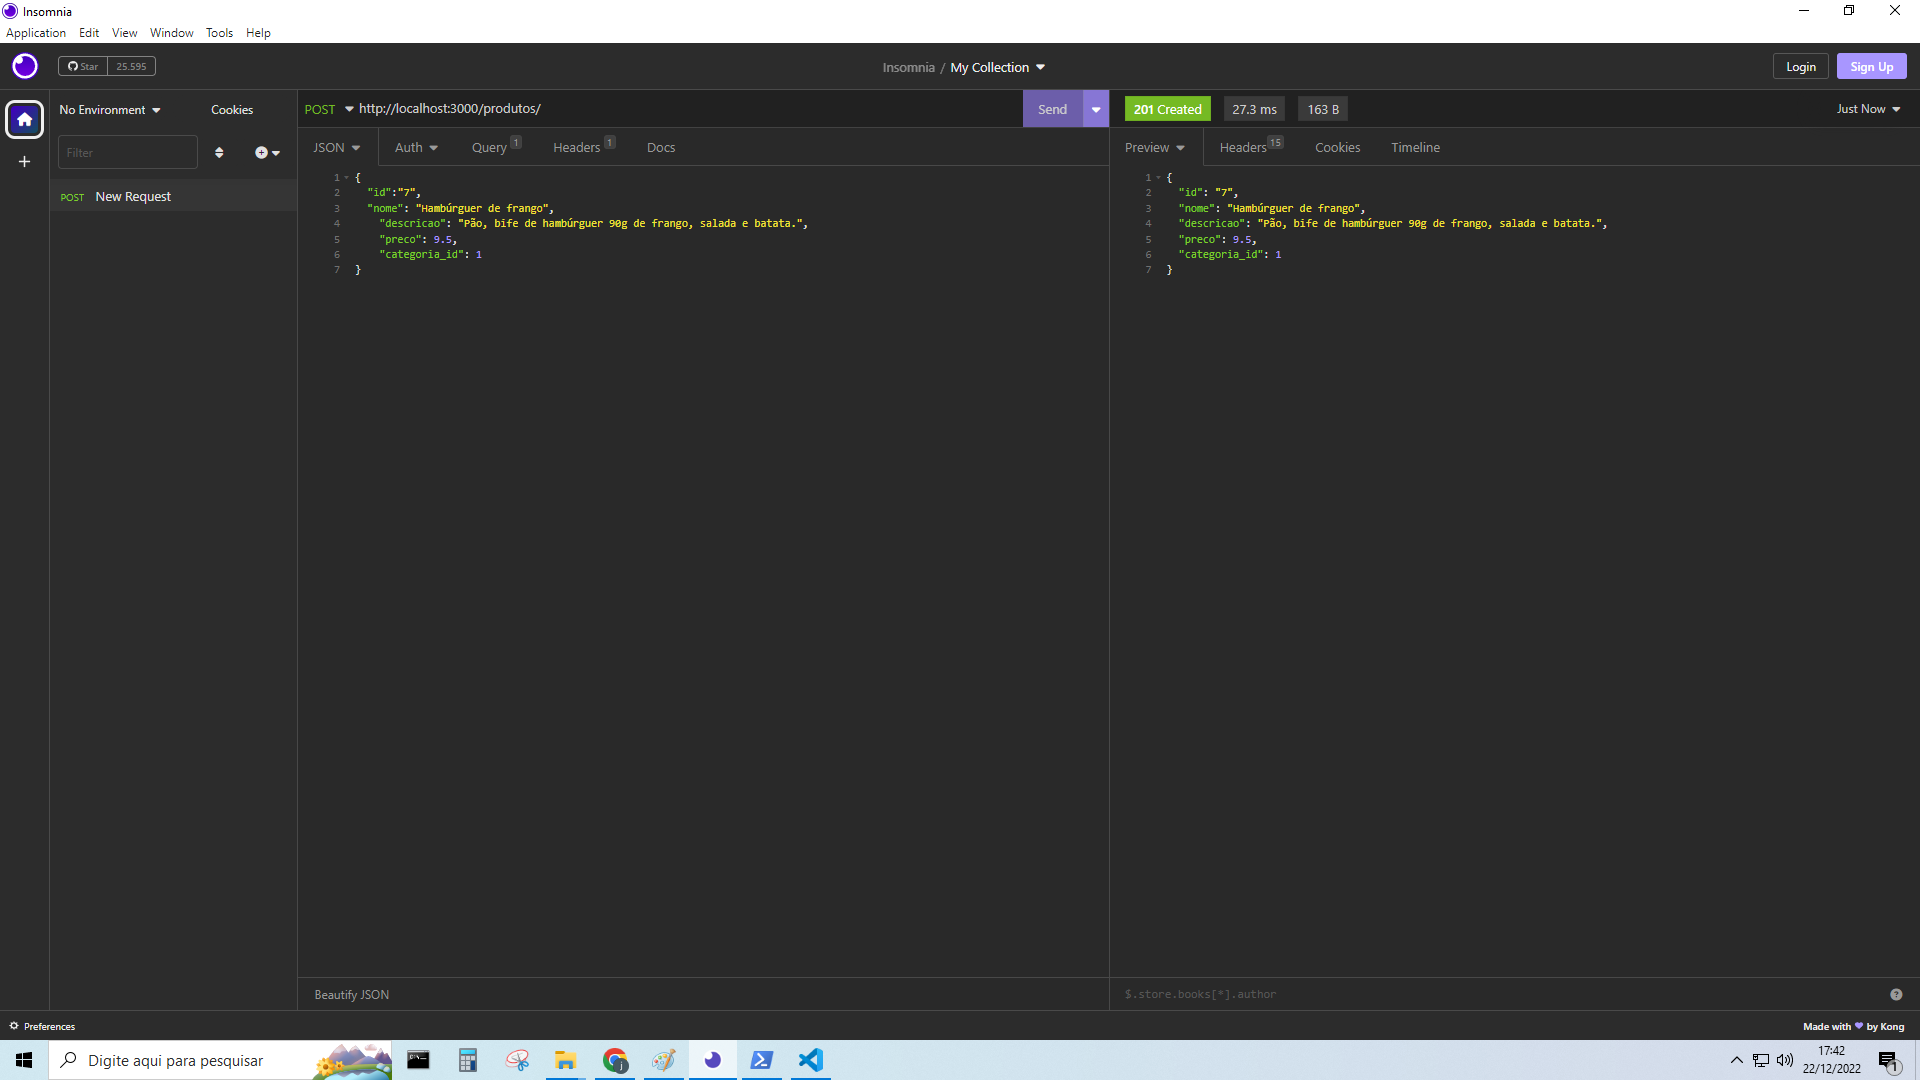 Insomnia
Application Edit View Window Tools Help
Star 25.595
Insomnia / My Collection
Login Sign Up
No Environment Cookies
POST http://localhost:3000/produtos/ Send
201 Created 27.3 ms 163 B Just Now
Filter
JSON Auth Query 1 Headers 1 Docs
Preview Headers 15 Cookies Timeline
POST New Request
1 {
2 "id":"7",
3 "nome": "Hambúrguer de frango",
4 "descricao": "Pão, bife de hambúrguer 90g de frango, salada e batata.",
5 "preco": 9.5,
6 "categoria_id": 1
7 }
1 {
2 "id": "7",
3 "nome": "Hambúrguer de frango",
4 "descricao": "Pão, bife de hambúrguer 90g de frango, salada e batata.",
5 "preco": 9.5,
6 "categoria_id": 1
7 }
Beautify JSON
$.store.books[*].author
Preferences
Made with by Kong
Digite aqui para pesquisar
17:42
22/12/2022
1